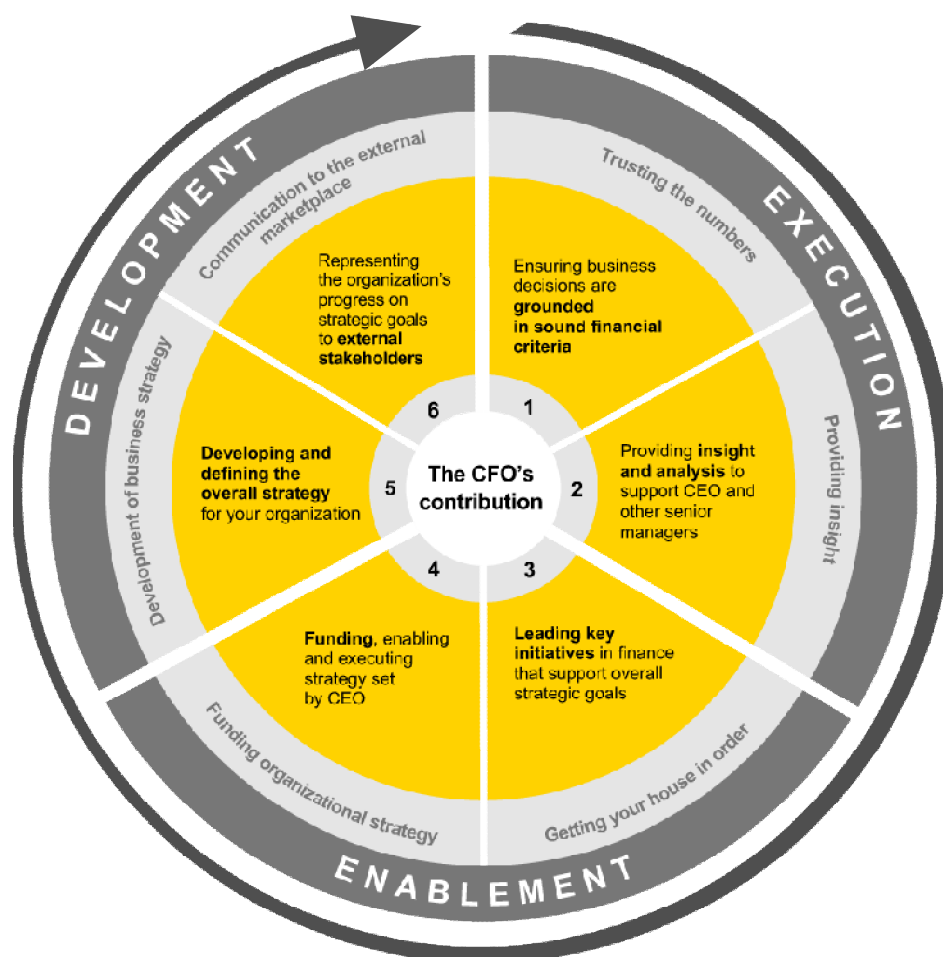 DEVELOPMENT
EXECUTION
ENABLEMENT
Communication to the external
marketplace
Trusting the numbers
Providing insight
Getting your house in order
Funding organizational strategy
Development of business strategy
The CFO's
contribution
1
Ensuring business
decisions are
grounded
in sound financial
criteria
2
Providing insight
and analysis to
support CEO and
other senior
managers
3
Leading key
initiatives in finance
that support overall
strategic goals
4
Funding, enabling
and executing
strategy set
by CEO
5
Developing and
defining the
overall strategy
for your organization
6
Representing
the organization's
progress on
strategic goals
to external
stakeholders